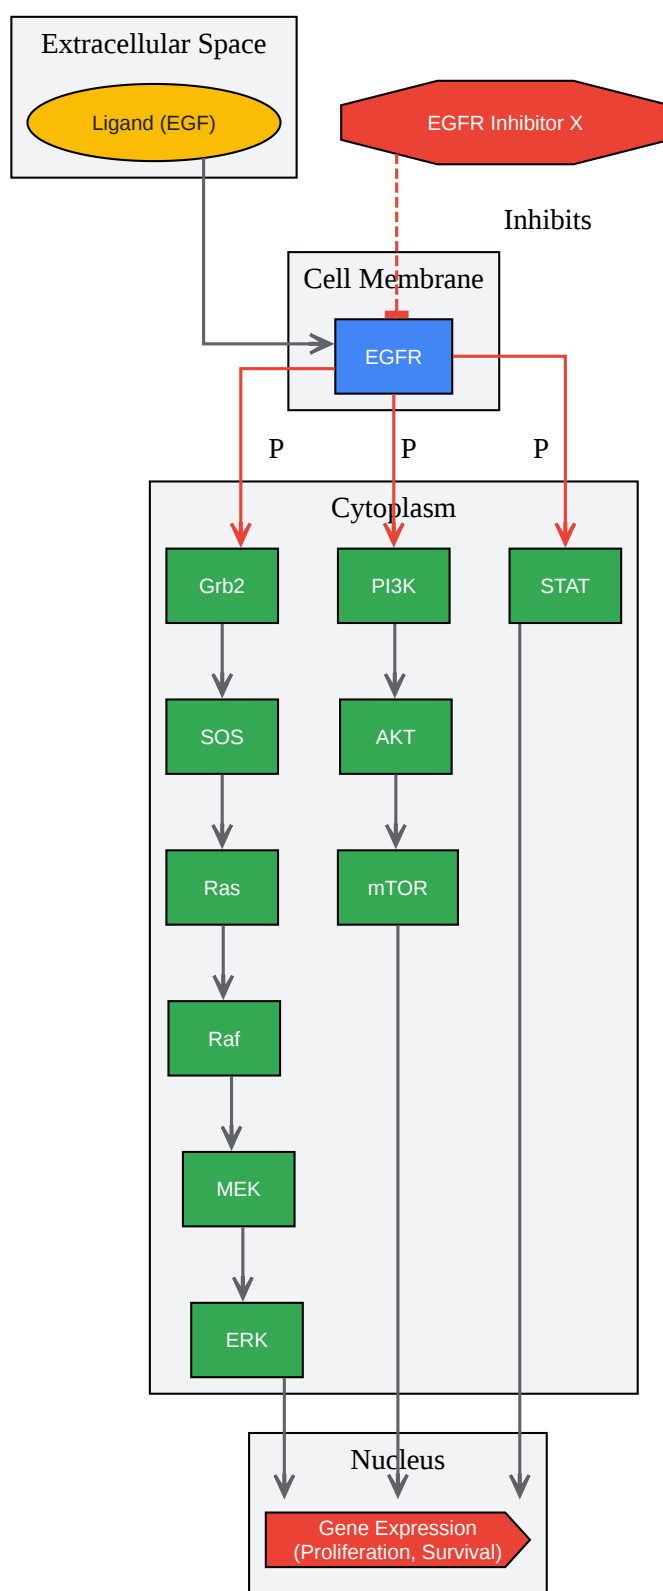 Extracellular Space
Ligand (EGF)
EGFR Inhibitor X
Inhibits
Cell Membrane
EGFR
P
P
P
Cytoplasm
Grb2
PI3K
STAT
SOS
AKT
Ras
mTOR
Raf
MEK
ERK
Nucleus
Gene Expression
(Proliferation, Survival)